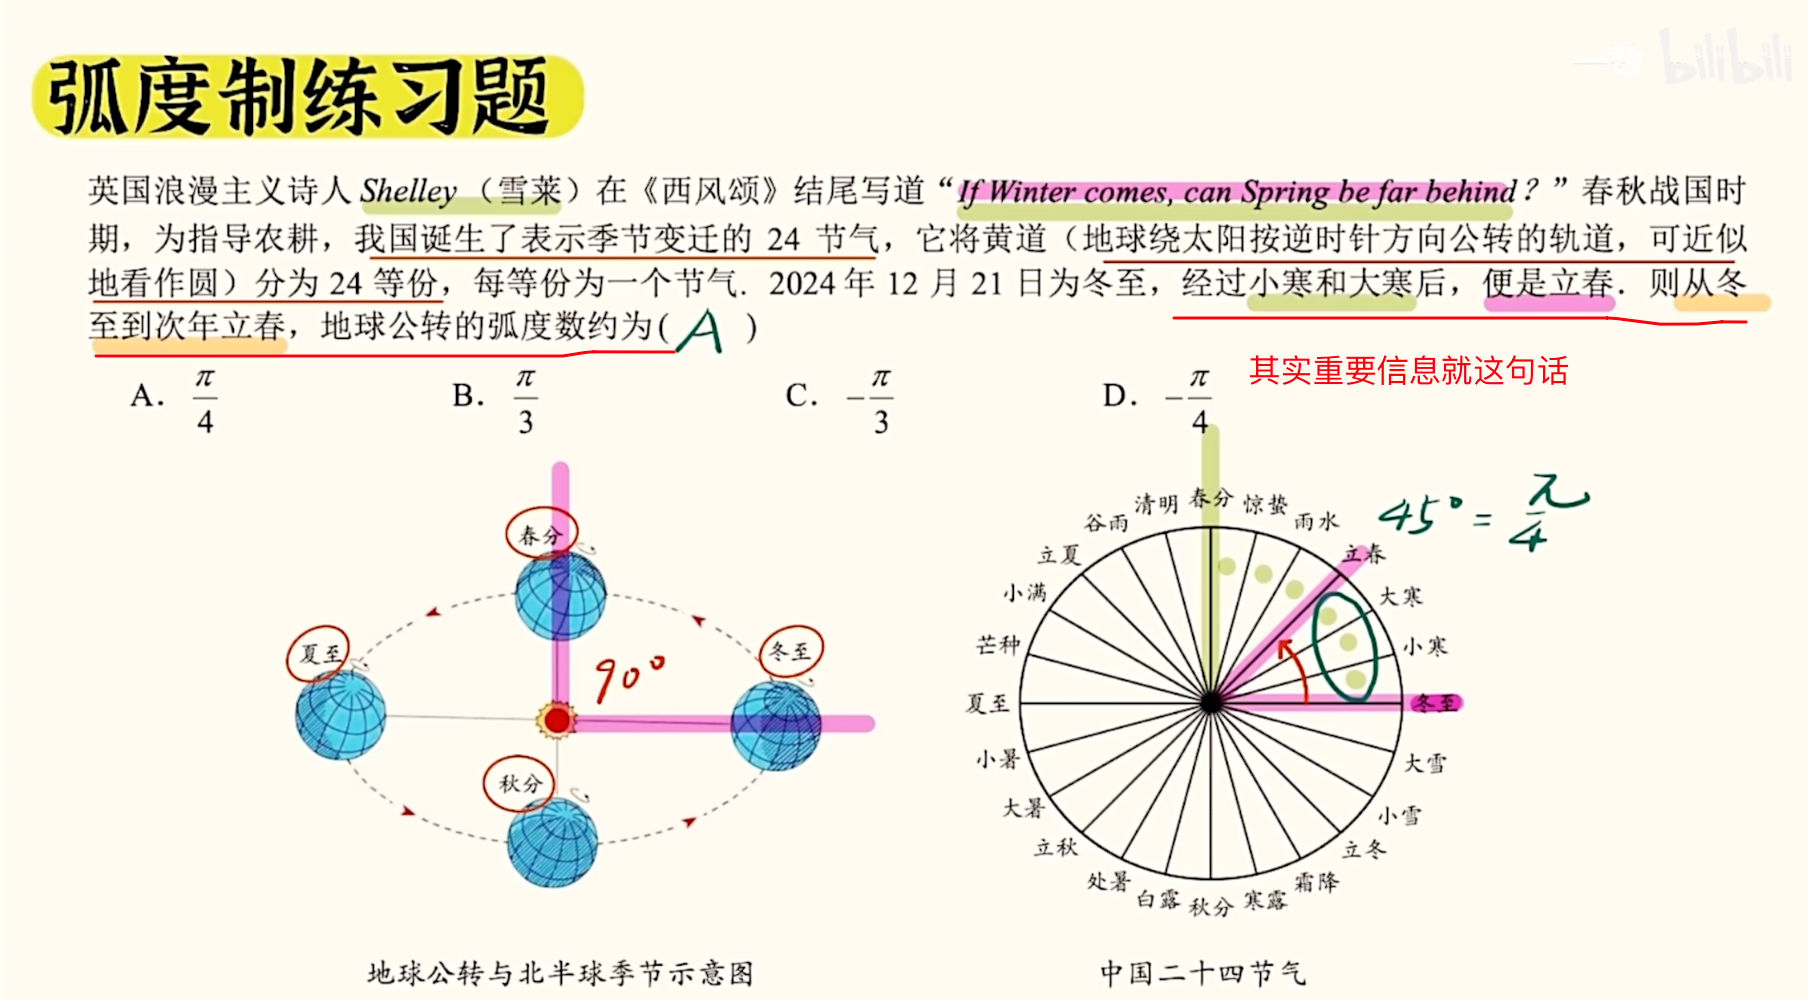 弧度制练习题
bilibili
英国浪漫主义诗人 Shelley （雪莱）在《西风颂》结尾写道“If Winter comes, can Spring be far behind？”春秋战国时
期，为指导农耕，我国诞生了表示季节变迁的 24 节气，它将黄道（地球绕太阳按逆时针方向公转的轨道，可近似
地看作圆）分为 24 等份，每等份为一个节气．2024 年 12 月 21 日为冬至，经过小寒和大寒后，便是立春．则从冬
至到次年立春，地球公转的弧度数约为( A )
其实重要信息就这句话
A． π/4 B． π/3 C． -π/3 D． -π/4
45° = π/4
春分
夏至
冬至
90°
秋分
清明 春分 惊蛰
谷雨 雨水
立夏 立春
小满 大寒
芒种 小寒
夏至 冬至
小暑 大雪
大暑 小雪
立秋 立冬
处暑 霜降
白露 秋分 寒露
地球公转与北半球季节示意图
中国二十四节气